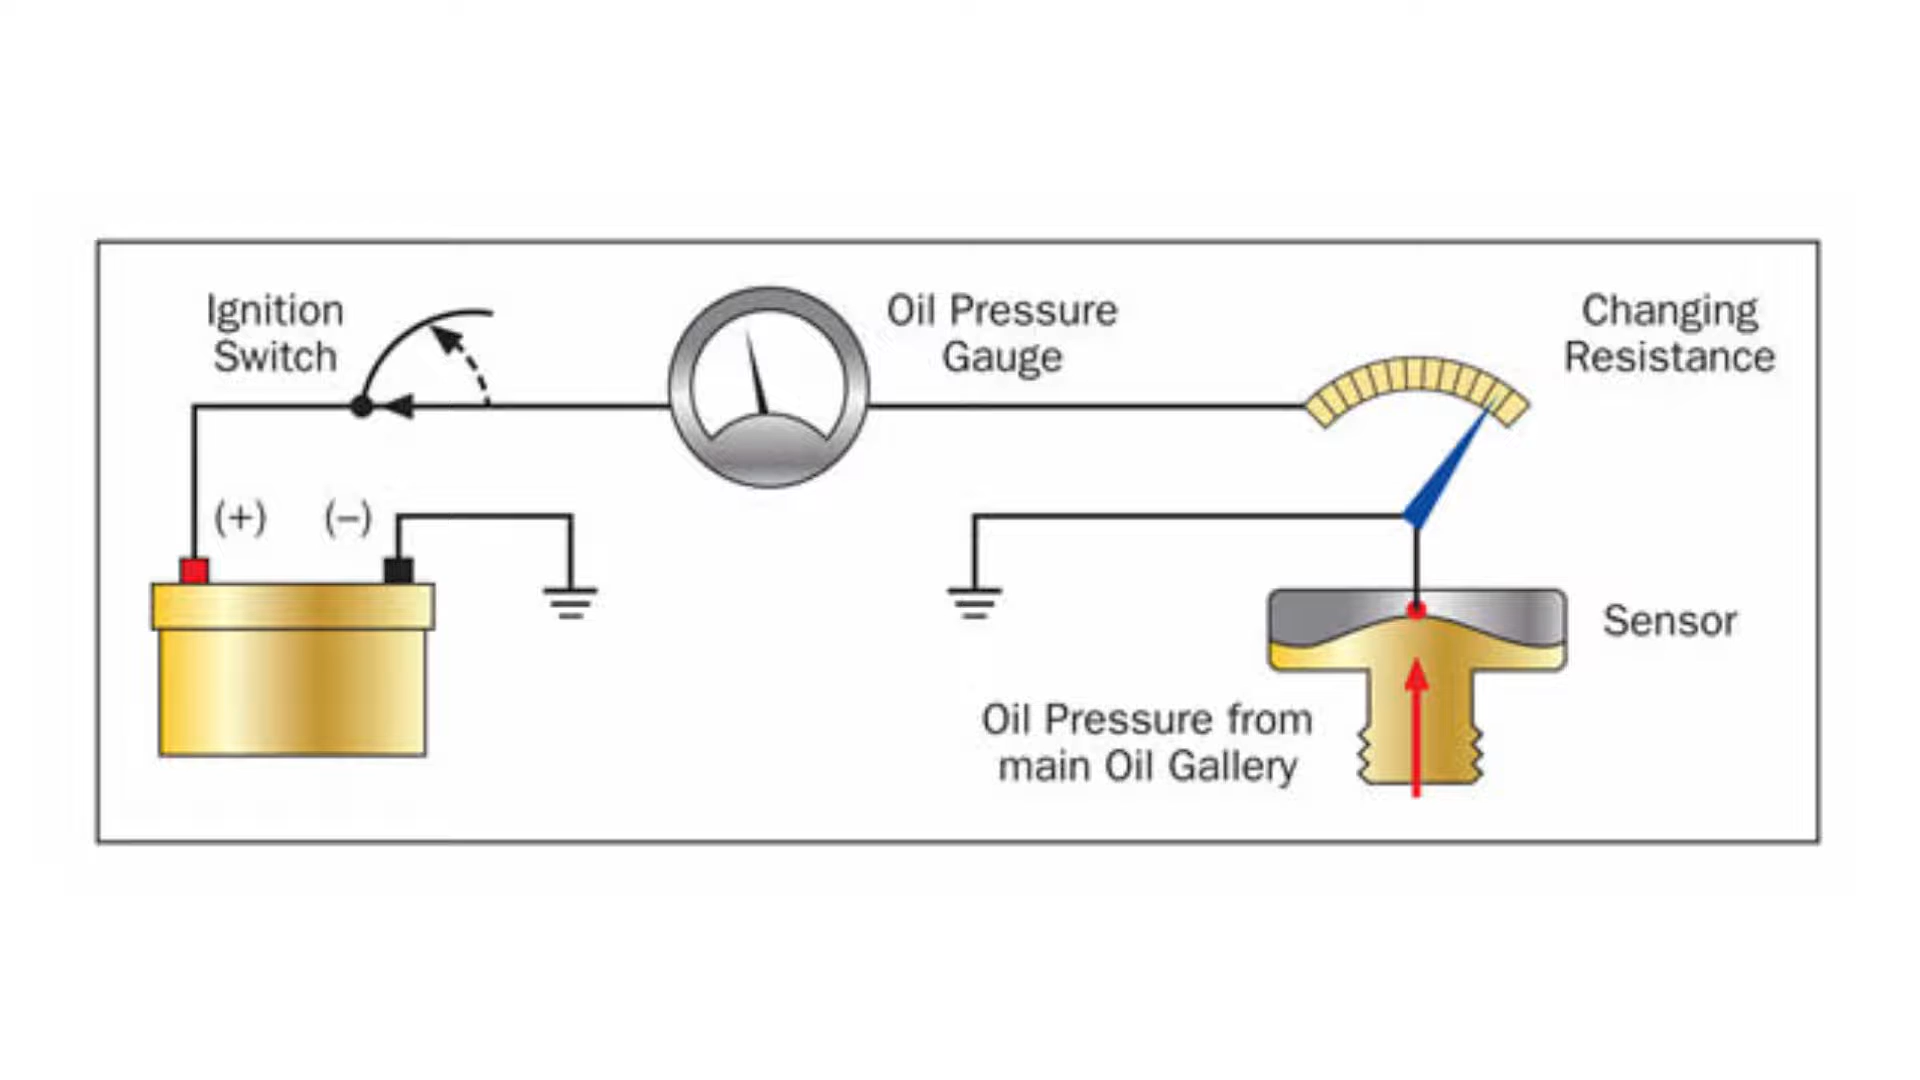 Ignition
Switch
Oil Pressure
Gauge
Changing
Resistance
(+)
(–)
Sensor
Oil Pressure from
main Oil Gallery